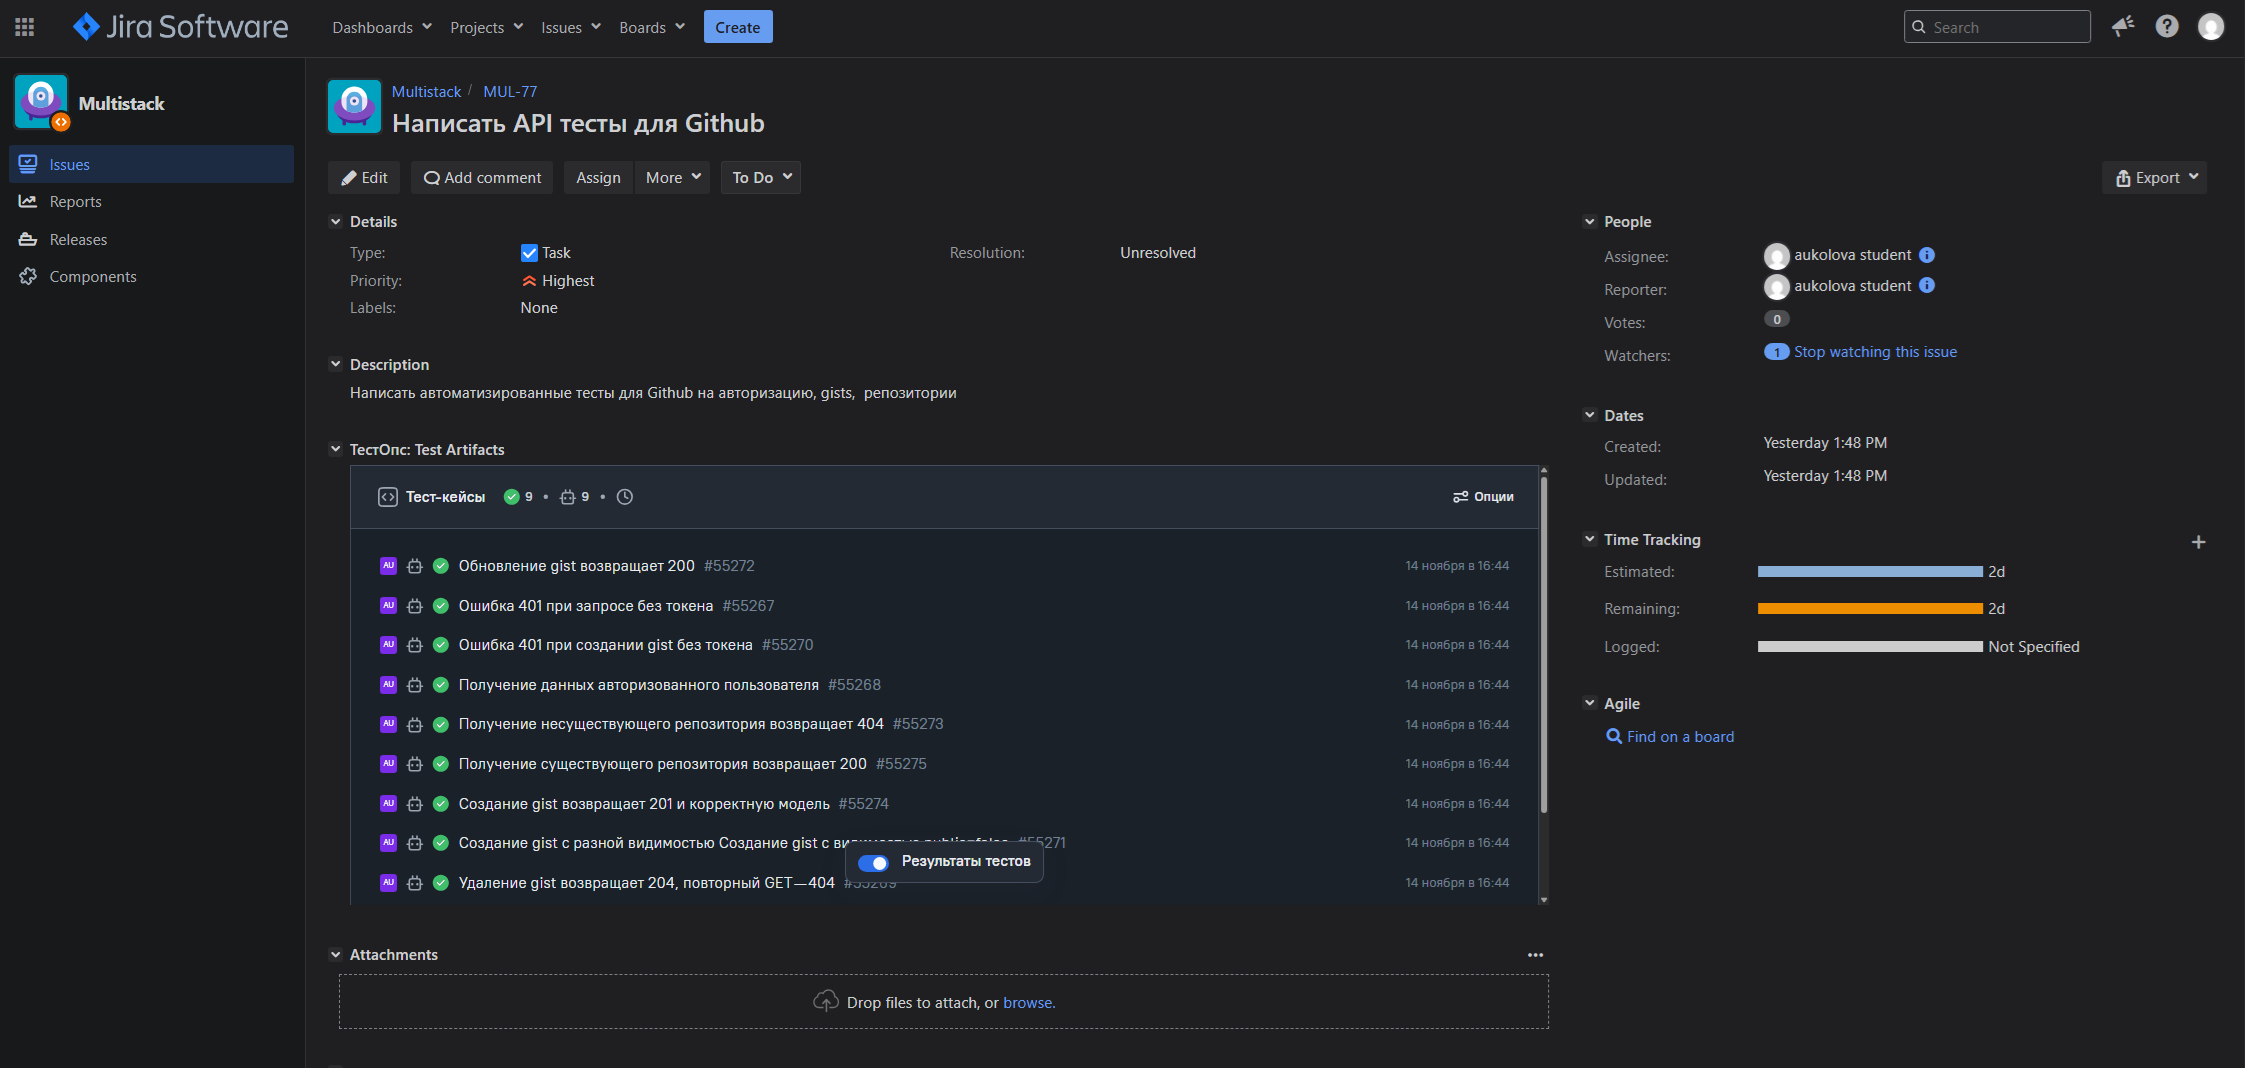 Jira Software
Dashboards
Projects
Issues
Boards
Create
Search
Multistack
Issues
Reports
Releases
Components
Multistack / MUL-77
Написать API тесты для Github
Edit
Add comment
Assign
More
To Do
Export
Details
Type: Task
Priority: Highest
Labels: None
Resolution: Unresolved
Description
Написать автоматизированные тесты для Github на авторизацию, gists, репозитории
ТестОпс: Test Artifacts
Тест-кейсы 9 • 9 •
Опции
AU Обновление gist возвращает 200 #55272 14 ноября в 16:44
AU Ошибка 401 при запросе без токена #55267 14 ноября в 16:44
AU Ошибка 401 при создании gist без токена #55270 14 ноября в 16:44
AU Получение данных авторизованного пользователя #55268 14 ноября в 16:44
AU Получение несуществующего репозитория возвращает 404 #55273 14 ноября в 16:44
AU Получение существующего репозитория возвращает 200 #55275 14 ноября в 16:44
AU Создание gist возвращает 201 и корректную модель #55274 14 ноября в 16:44
AU Создание gist с разной видимостью Создание gist с 14 ноября в 16:44
AU Удаление gist возвращает 204, повторный GET—404 14 ноября в 16:44
Результаты тестов
Attachments
Drop files to attach, or browse.
People
Assignee: aukolova student
Reporter: aukolova student
Votes: 0
Watchers: 1 Stop watching this issue
Dates
Created: Yesterday 1:48 PM
Updated: Yesterday 1:48 PM
Time Tracking
Estimated: 2d
Remaining: 2d
Logged: Not Specified
Agile
Find on a board